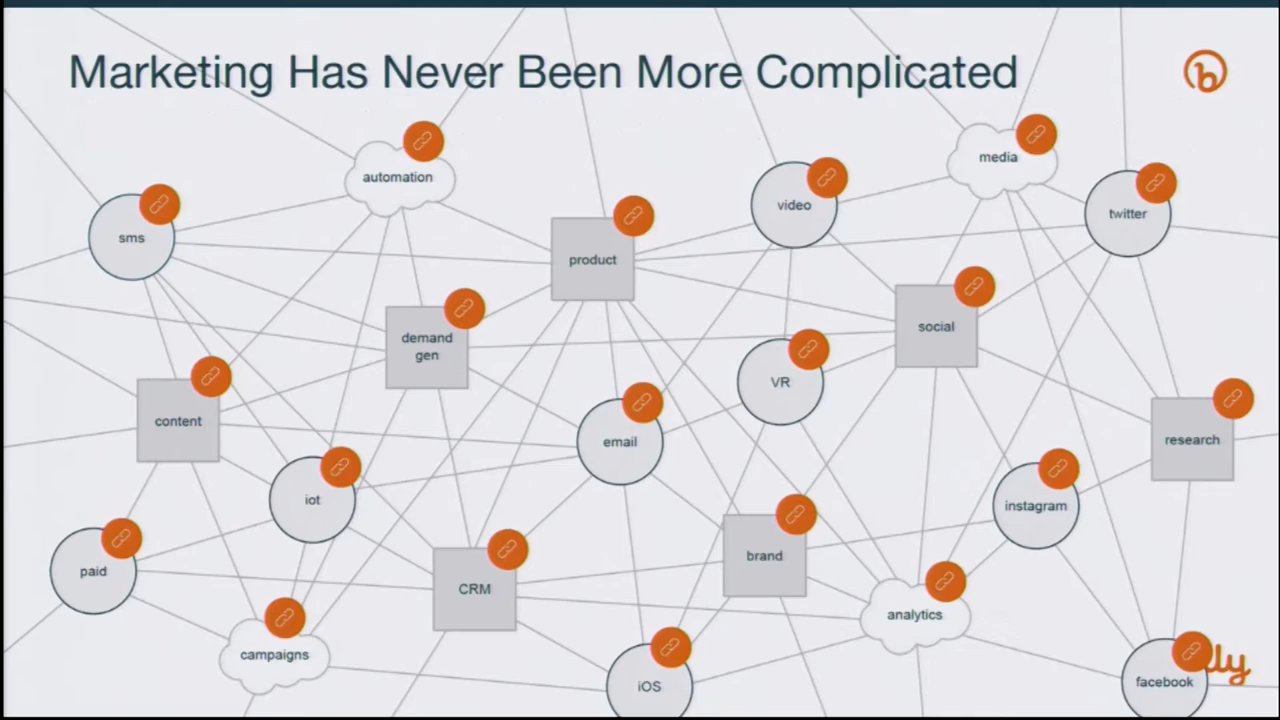 Marketing Has Never Been More Complicated
b
media
automation
video
twitter
sms
product
social
demand
gen
VR
content
email
research
iot
instagram
brand
paid
CRM
analytics
campaigns
iOS
facebook
ly